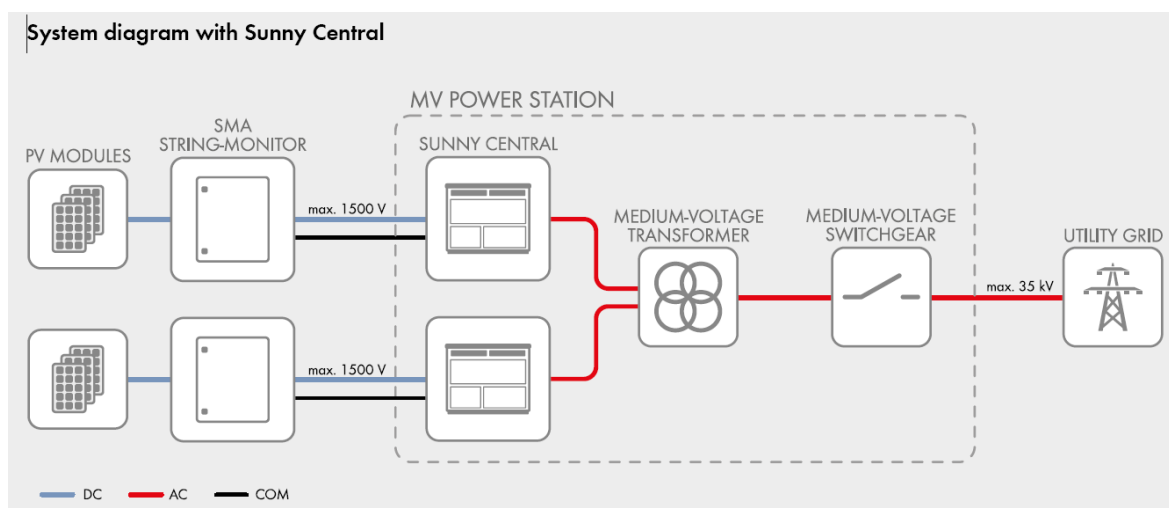 System diagram with Sunny Central
MV POWER STATION
SMA
STRING-MONITOR
SUNNY CENTRAL
PV MODULES
max. 1500 V
MEDIUM-VOLTAGE
TRANSFORMER
MEDIUM-VOLTAGE
SWITCHGEAR
UTILITY GRID
max. 35 kV
max. 1500 V
DC
AC
COM